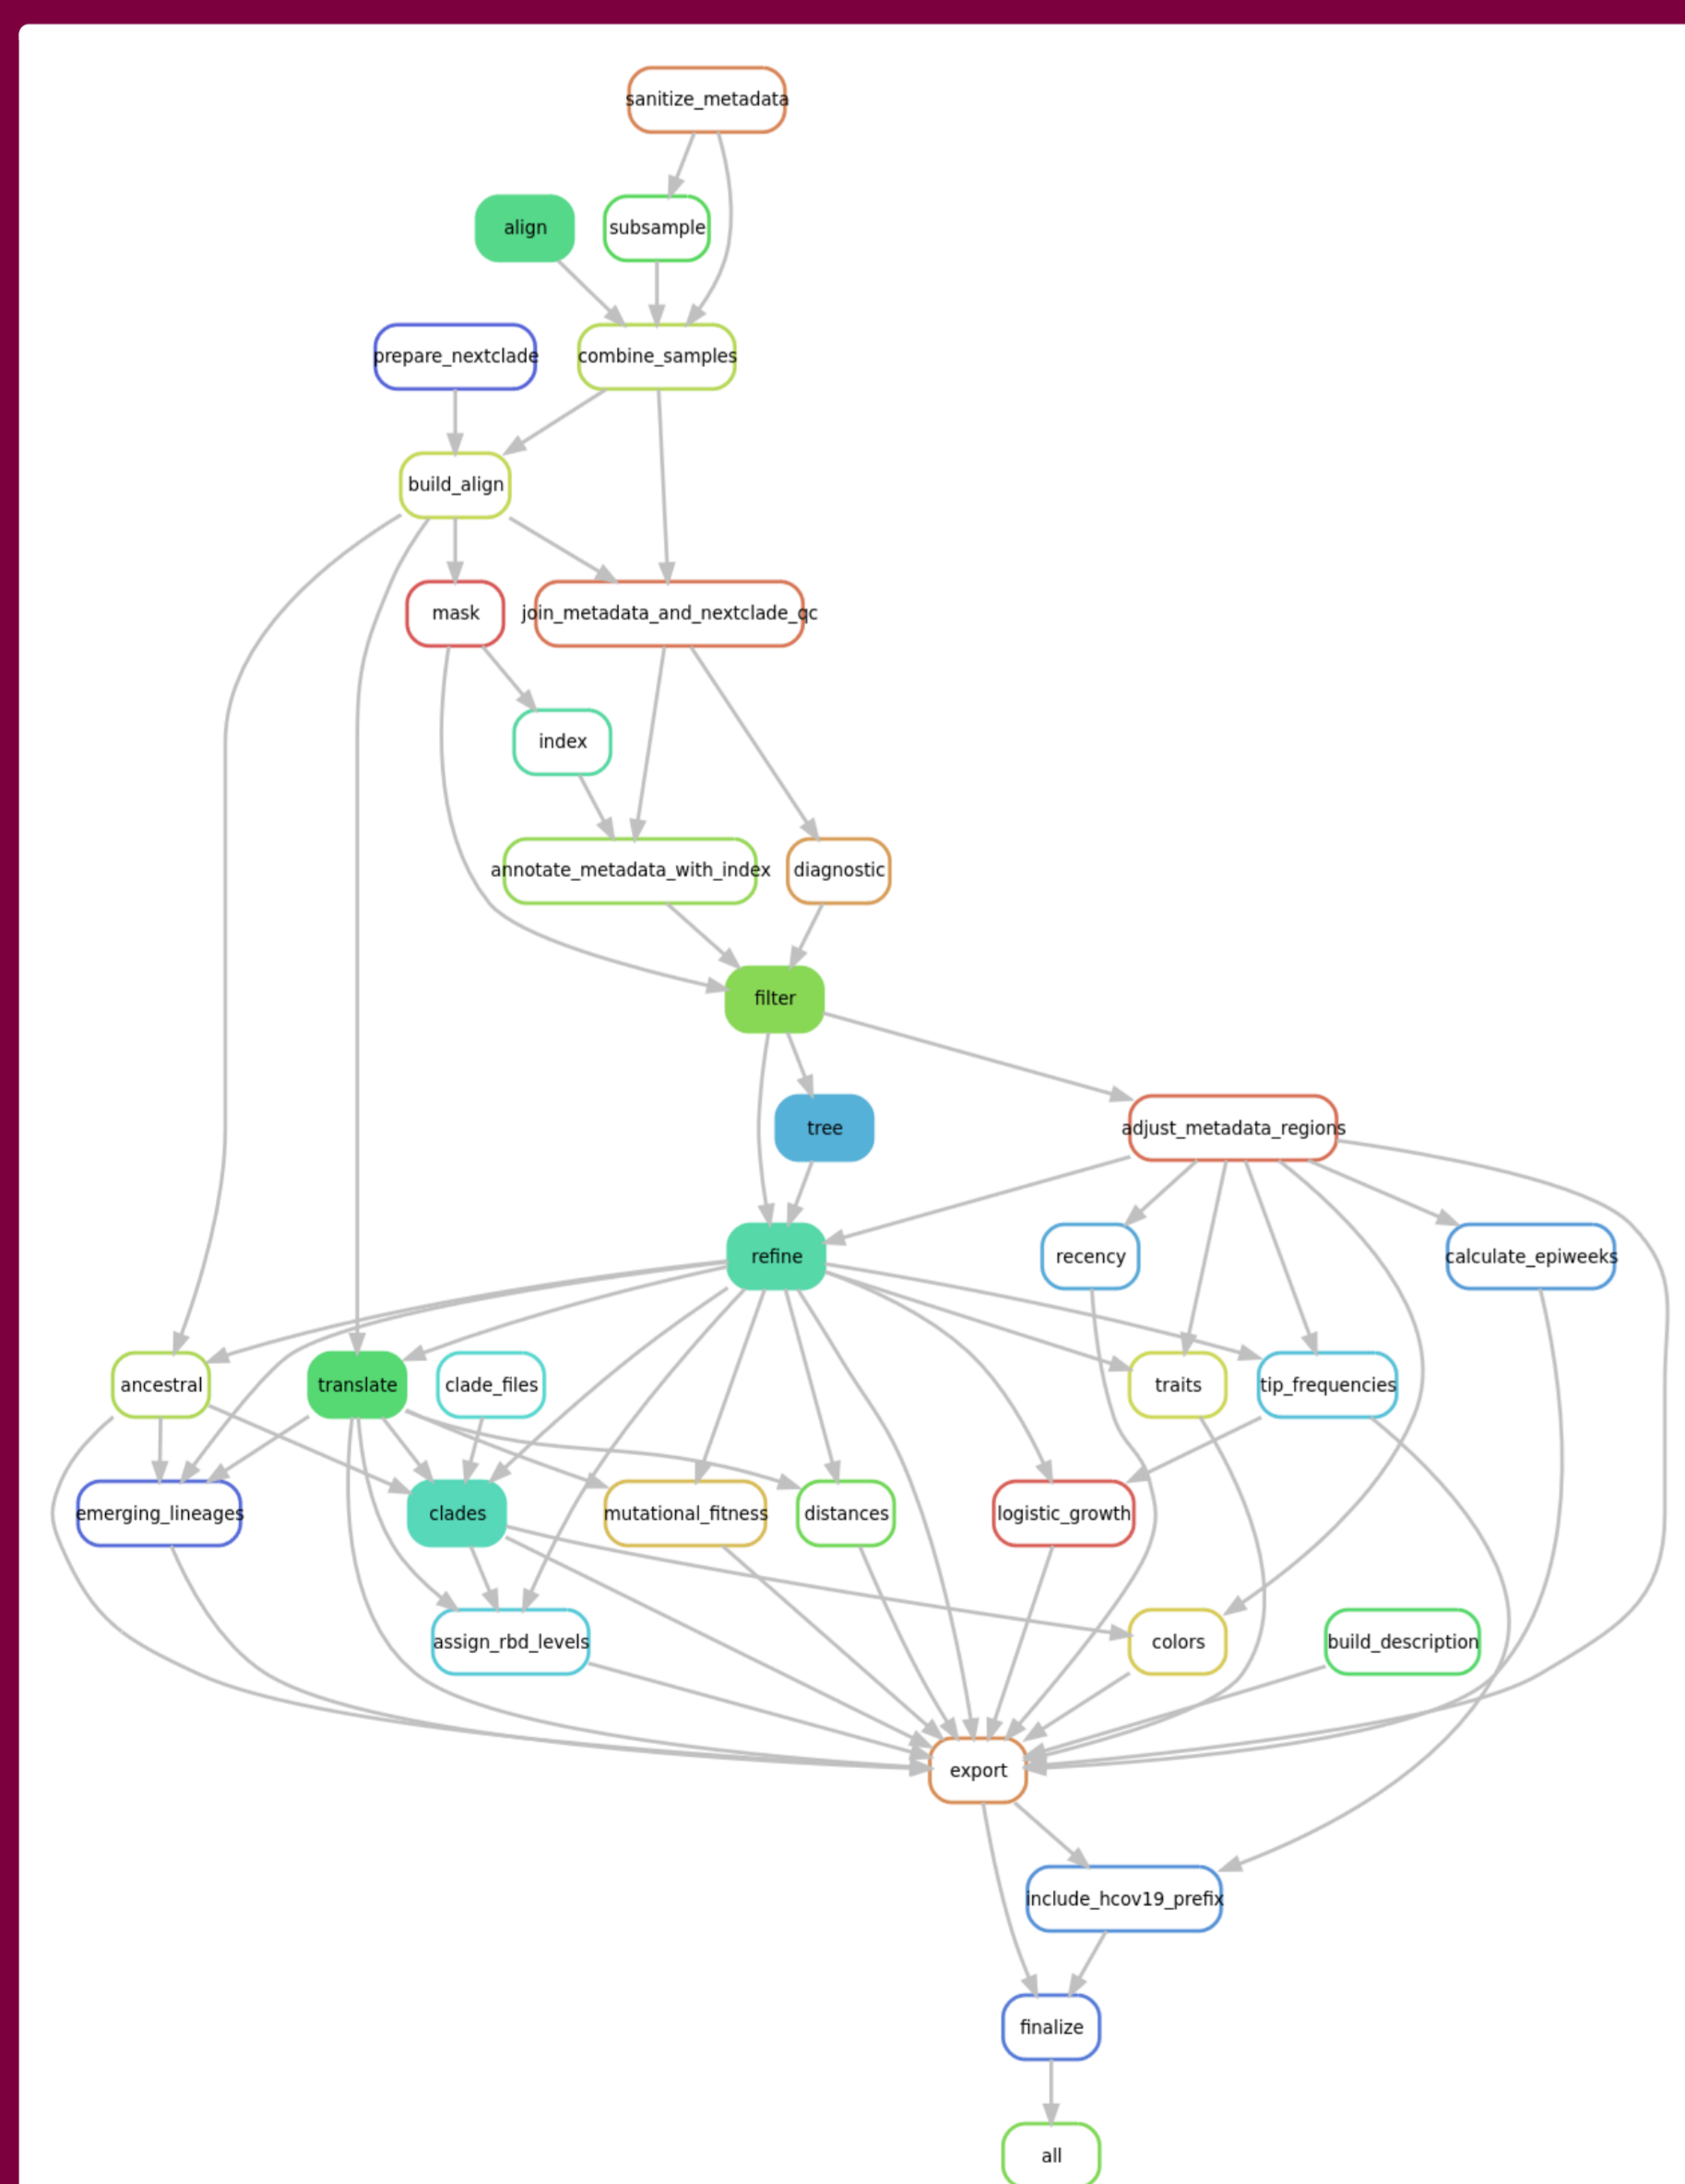 sanitize_metadata
align
subsample
prepare_nextclade
combine_samples
build_align
mask
join_metadata_and_nextclade_qc
index
annotate_metadata_with_index
diagnostic
filter
tree
adjust_metadata_regions
refine
recency
calculate_epiweeks
ancestral
translate
clade_files
traits
tip_frequencies
emerging_lineages
clades
mutational_fitness
distances
logistic_growth
assign_rbd_levels
colors
build_description
export
include_hcov19_prefix
finalize
all